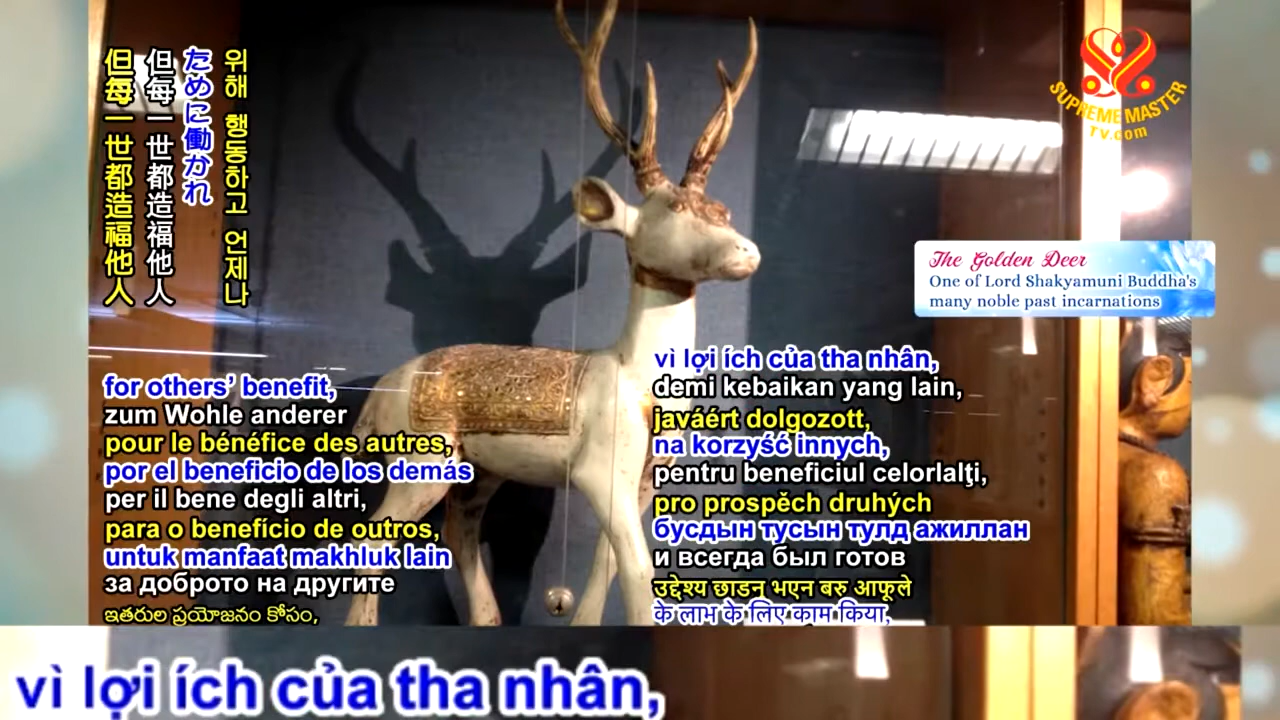 위해 행동하고 언제나
ために働かれ
但每一世都造福他人
但每一世都造福他人
SUPREME MASTER
TV.com
The Golden Deer
One of Lord Shakyamuni Buddha's
many noble past incarnations
for others’ benefit,
zum Wohle anderer
pour le bénéfice des autres,
por el beneficio de los demás
per il bene degli altri,
para o benefício de outros,
untuk manfaat makhluk lain
за доброто на другите
ఇతరుల ప్రయోజనం కోసం,
vì lợi ích của tha nhân,
demi kebaikan yang lain,
javáért dolgozott,
na korzyść innych,
pentru beneficiul celorlalţi,
pro prospěch druhých
бусдын тусын тулд ажиллан
и всегда был готов
उद्देश्य छाडन् भएन बरु आफूले
के लाभ के लिए काम किया,
vì lợi ích của tha nhân,